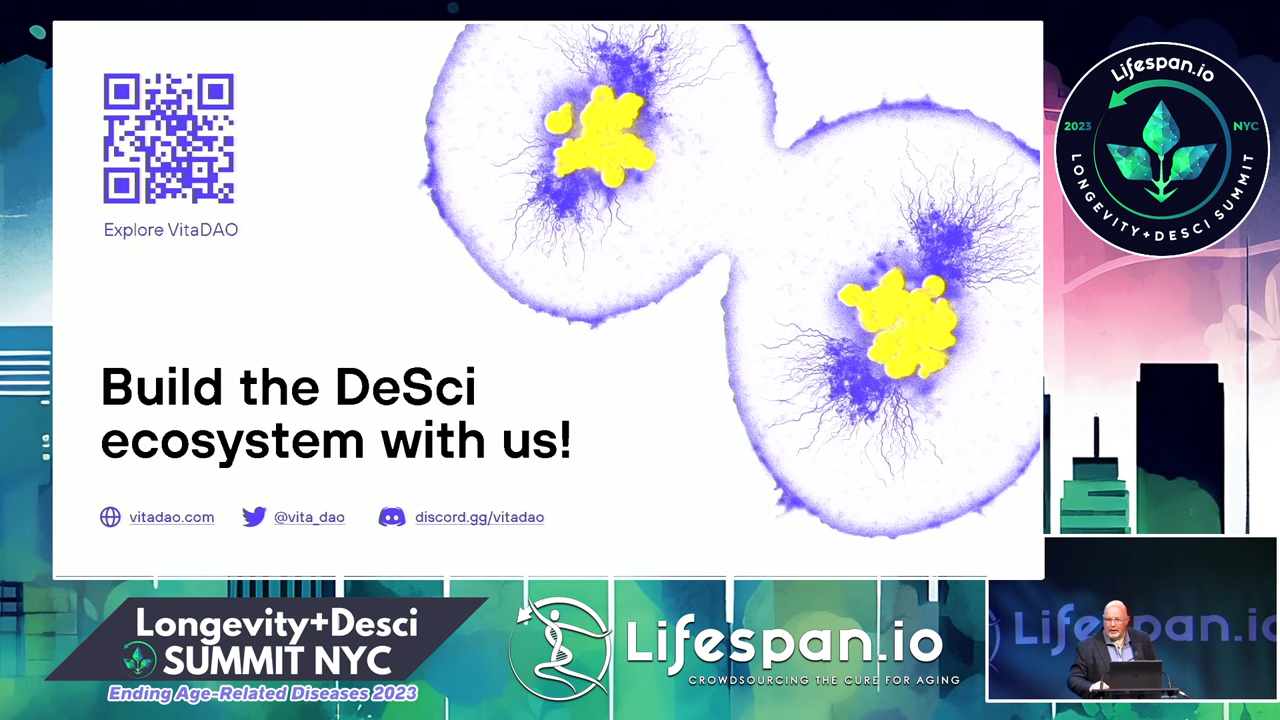 Explore VitaDAO
Build the DeSci
ecosystem with us!
vitadao.com
@vita_dao
discord.gg/vitadao
Lifespan.io
2023
NYC
LONGEVITY+DESCI SUMMIT
Longevity+Desci
SUMMIT NYC
Ending Age-Related Diseases 2023
Lifespan.io
CROWDSOURCING THE CURE FOR AGING
Lifespan.io